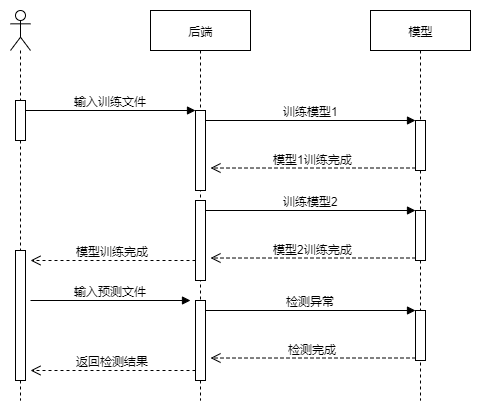 后端
模型
输入训练文件
训练模型1
模型1训练完成
训练模型2
模型训练完成
模型2训练完成
输入预测文件
检测异常
检测完成
返回检测结果